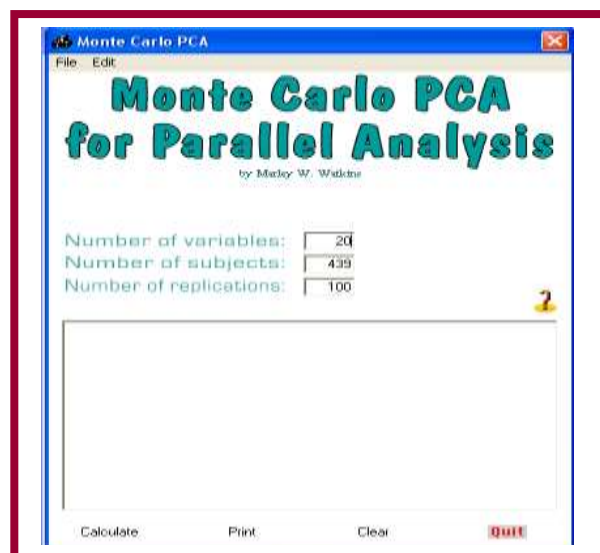 Monte Carlo PCA
File Edit
Monte Carlo PCA
for Parallel Analysis
by Marley W. Watkins
Number of variables: 20
Number of subjects: 439
Number of replications: 100
?
Calculate Print Clear Quit